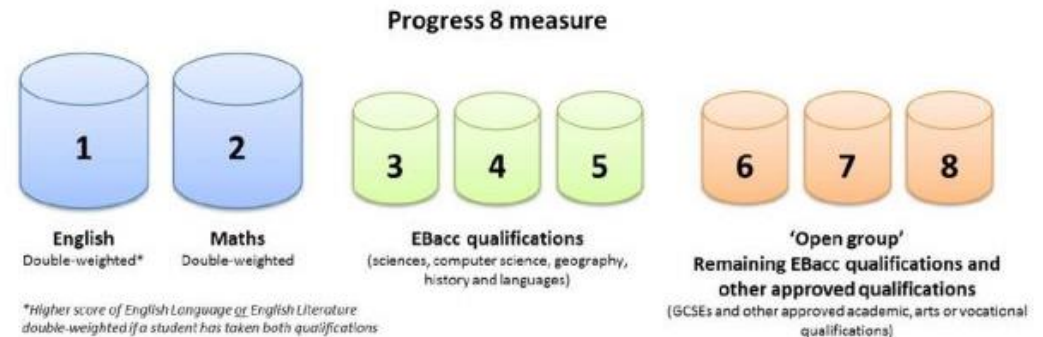 Progress 8 measure
1
2
3
4
5
6
7
8
English
Double-weighted*
Maths
Double-weighted
EBacc qualifications
(sciences, computer science, geography,
history and languages)
'Open group'
Remaining EBacc qualifications and
other approved qualifications
(GCSEs and other approved academic, arts or vocational
qualifications)
*Higher score of English Language or English Literature
double-weighted if a student has taken both qualifications